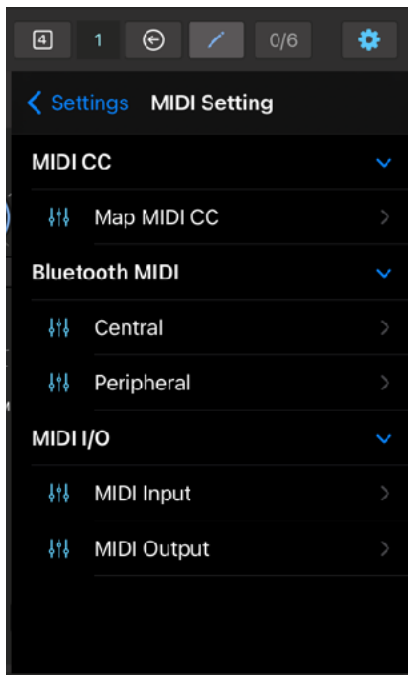 4 1 0/6
Settings MIDI Setting
MIDI CC
Map MIDI CC
Bluetooth MIDI
Central
Peripheral
MIDI I/O
MIDI Input
MIDI Output